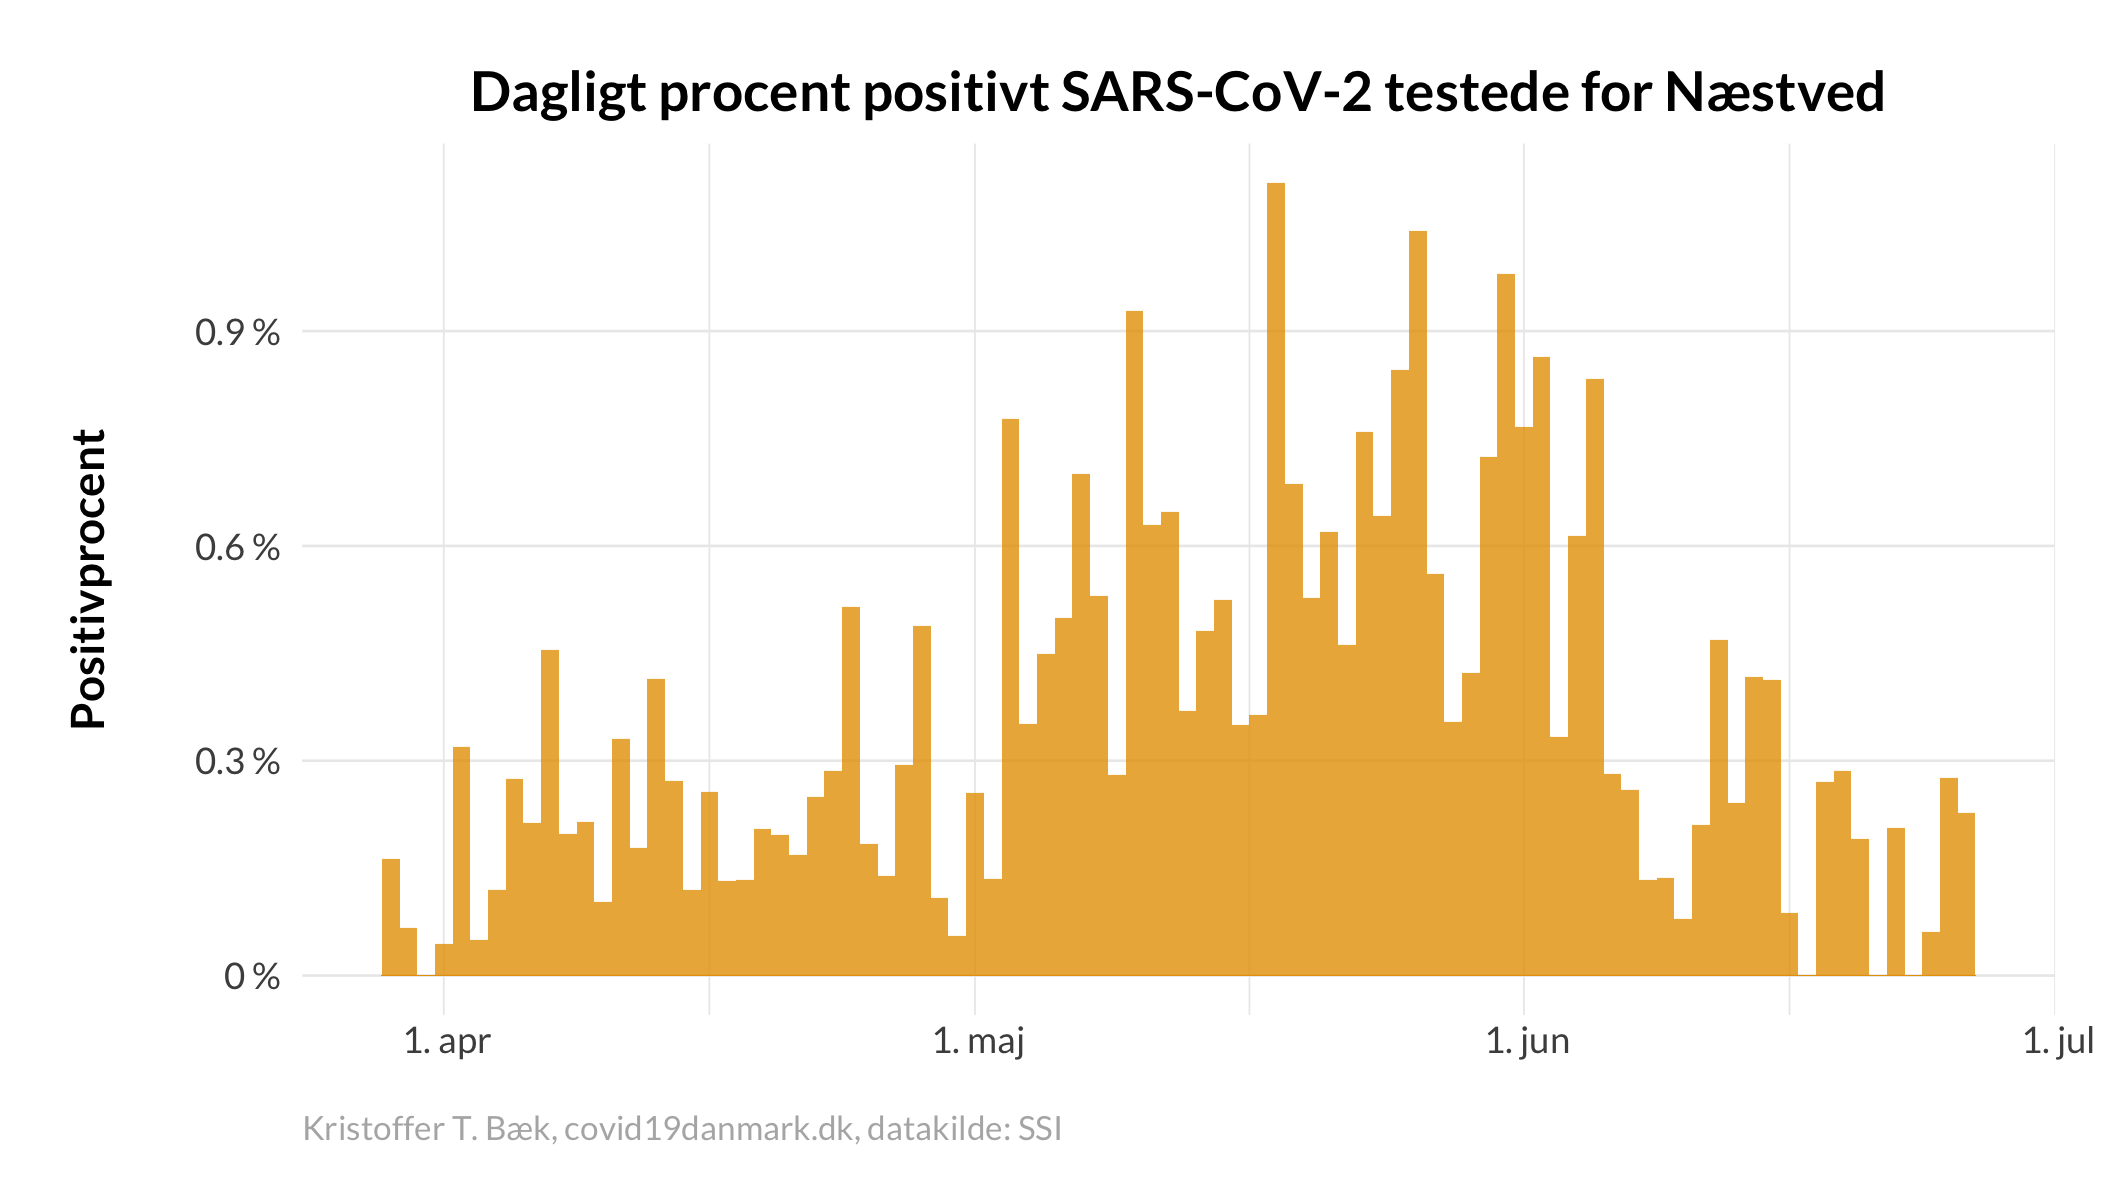 Dagligt procent positivt SARS-CoV-2 testede for Næstved
Positivprocent
0.9 %
0.6 %
0.3 %
0 %
1. apr
1. maj
1. jun
1. jul
Kristoffer T. Bæk, covid19danmark.dk, datakilde: SSI